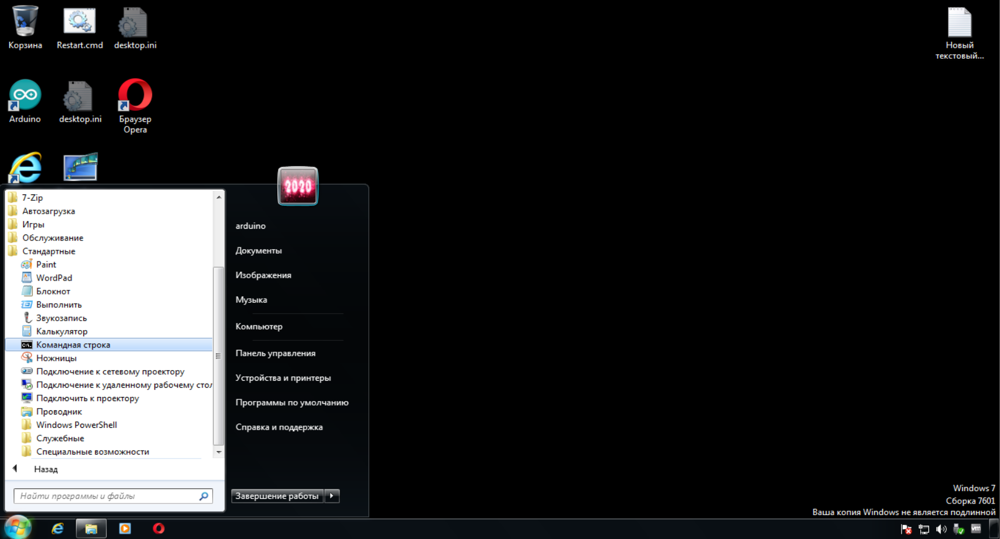 Корзина
Restart.cmd
desktop.ini
Новый
текстовый...
Arduino
desktop.ini
Браузер
Opera
2020
7-Zip
Автозагрузка
Игры
Обслуживание
Стандартные
Paint
WordPad
Блокнот
Выполнить
Звукозапись
Калькулятор
Командная строка
Ножницы
Подключение к сетевому проектору
Подключение к удаленному рабочему стол
Подключить к проектору
Проводник
Windows PowerShell
Служебные
Специальные возможности
Назад
Найти программы и файлы
arduino
Документы
Изображения
Музыка
Компьютер
Панель управления
Устройства и принтеры
Программы по умолчанию
Справка и поддержка
Завершение работы
Windows 7
Сборка 7601
Ваша копия Windows не является подлинной
vm